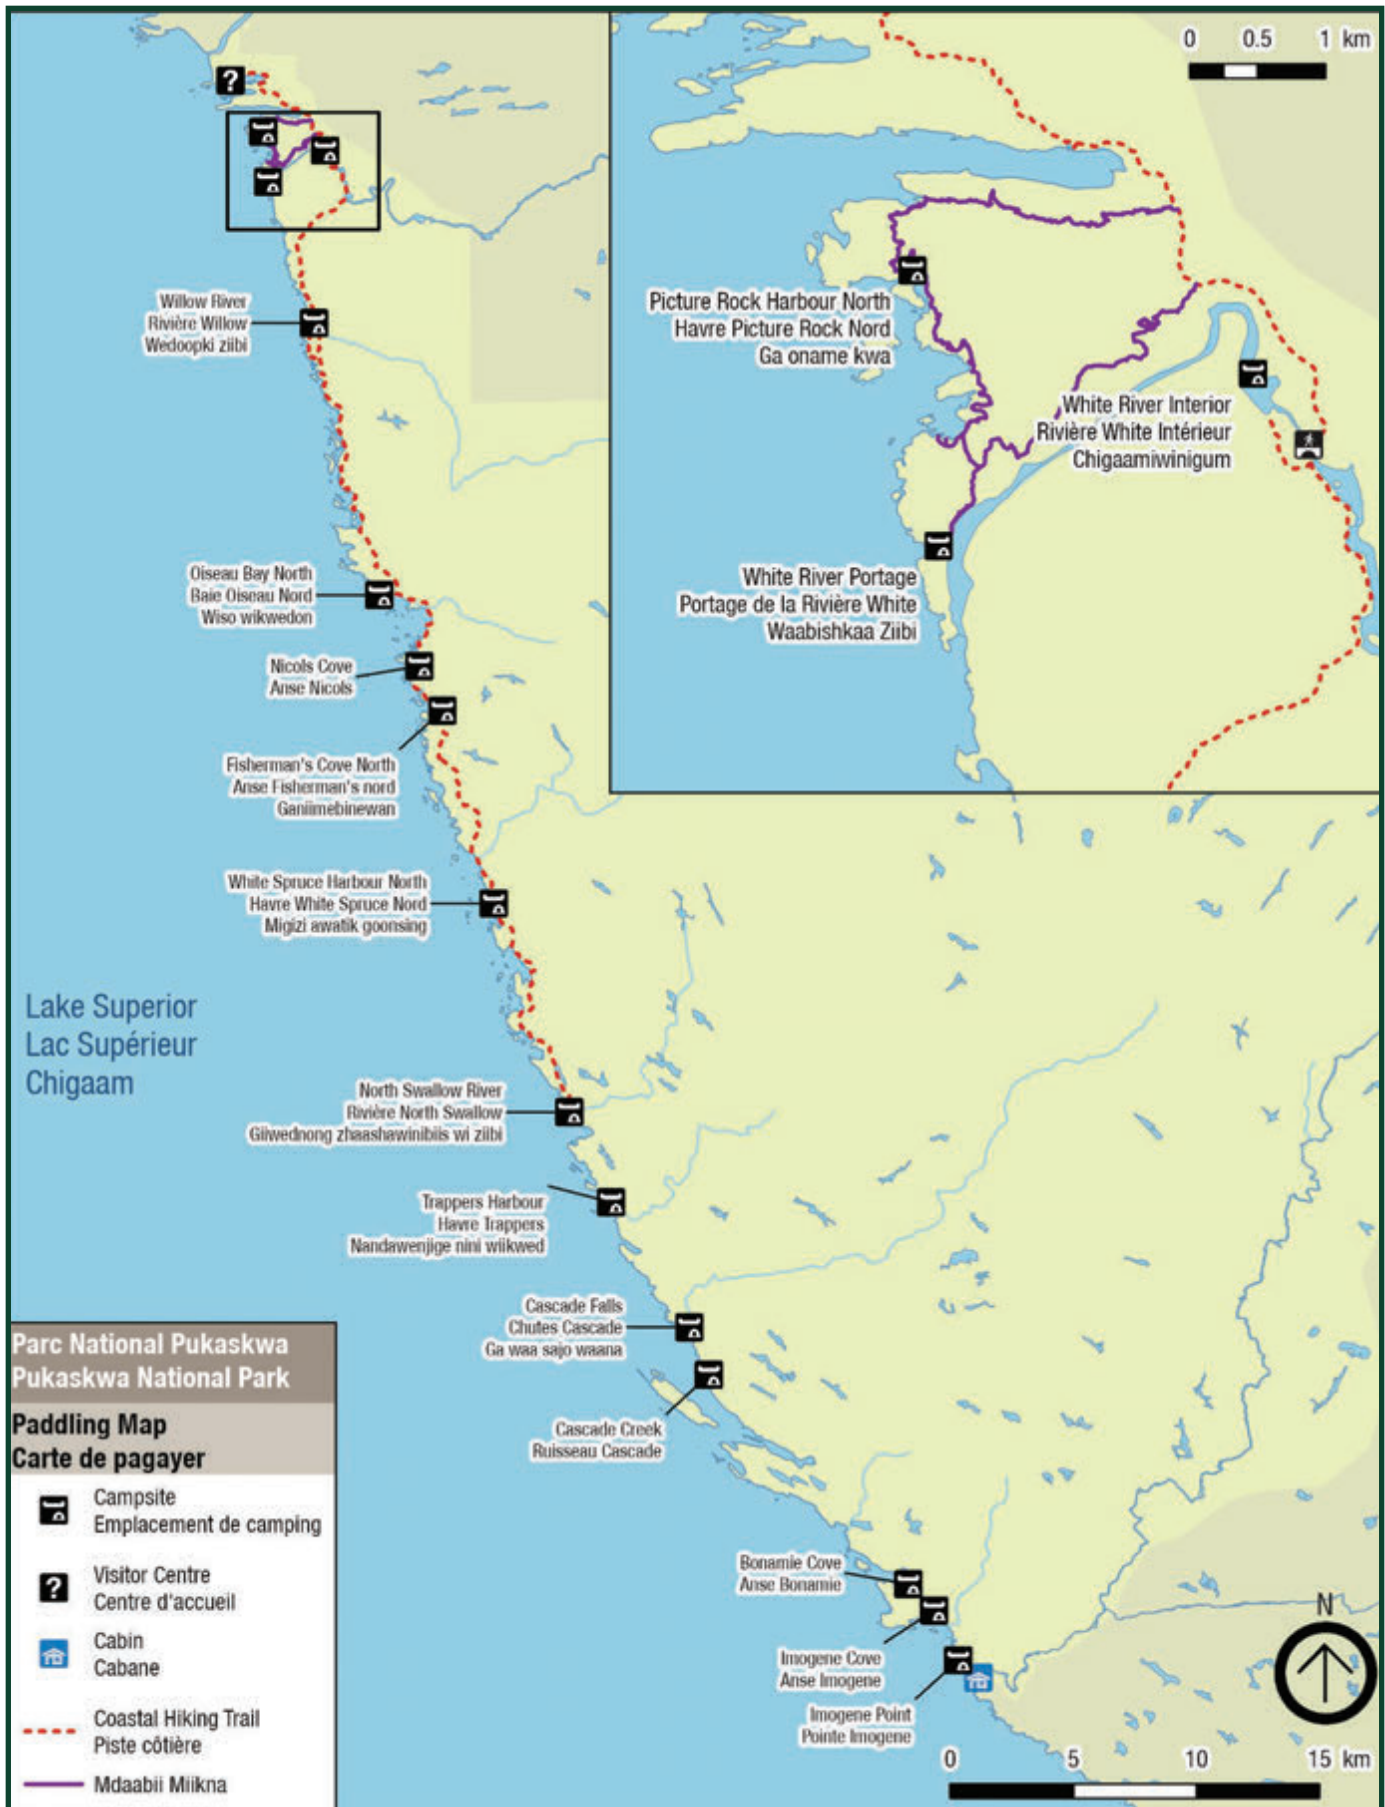 0 0.5 1 km
?
Picture Rock Harbour North
Havre Picture Rock Nord
Ga oname kwa
White River Interior
Rivière White Intérieur
Chigaamiwinigum
White River Portage
Portage de la Rivière White
Waabishkaa Ziibi
Willow River
Rivière Willow
Wedoopki ziibi
Oiseau Bay North
Baie Oiseau Nord
Wiso wikwedon
Nicols Cove
Anse Nicols
Fisherman's Cove North
Anse Fisherman's nord
Ganiimebinewan
White Spruce Harbour North
Havre White Spruce Nord
Migizi awatik goonsing
Lake Superior
Lac Supérieur
Chigaam
North Swallow River
Rivière North Swallow
Giiwednong zhaashawinibiis wi ziibi
Trappers Harbour
Havre Trappers
Nandawenjige nini wiikwed
Cascade Falls
Chutes Cascade
Ga waa sajo waana
Cascade Creek
Ruisseau Cascade
Bonamie Cove
Anse Bonamie
Imogene Cove
Anse Imogene
Imogene Point
Pointe Imogene
Parc National Pukaskwa
Pukaskwa National Park
Paddling Map
Carte de pagayer
Campsite
Emplacement de camping
?
Visitor Centre
Centre d'accueil
Cabin
Cabane
Coastal Hiking Trail
Piste côtière
Mdaabii Miikna
N
0 5 10 15 km